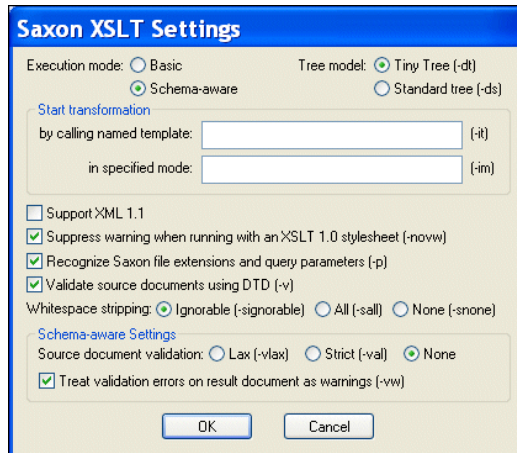 Saxon XSLT Settings
Execution mode: Basic Tree model: Tiny Tree (-dt)
Schema-aware Standard tree (-ds)
Start transformation
by calling named template: (-it)
in specified mode: (-im)
Support XML 1.1
Suppress warning when running with an XSLT 1.0 stylesheet (-novw)
Recognize Saxon file extensions and query parameters (-p)
Validate source documents using DTD (-v)
Whitespace stripping: Ignorable (-signorable) All (-sall) None (-snone)
Schema-aware Settings
Source document validation: Lax (-vlax) Strict (-val) None
Treat validation errors on result document as warnings (-vw)
OK Cancel